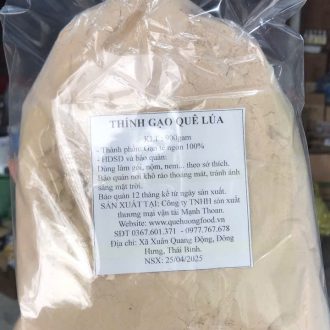 THÍNH GẠO QUÊ LÚA
KLT: 900gam
- Thành phần: Gạo tẻ ngon 100%
- HDSD và bảo quản:
Dùng làm gỏi, nôm, nem... theo sở thích.
Bảo quản nơi khô ráo thoáng mát, tránh ánh
sáng mặt trời.
Bảo quản 12 tháng kể từ ngày sản xuất.
SẢN XUẤT TẠI: Công ty TNHH sản xuất
thương mại vận tải Mạnh Thoan.
Website: www.quehuongfood.vn
SĐT 0367.601.371 - 0977.767.678
Địa chỉ: Xã Xuân Quang Động, Đông
Hưng, Thái Bình.
NSX: 25/04/2025